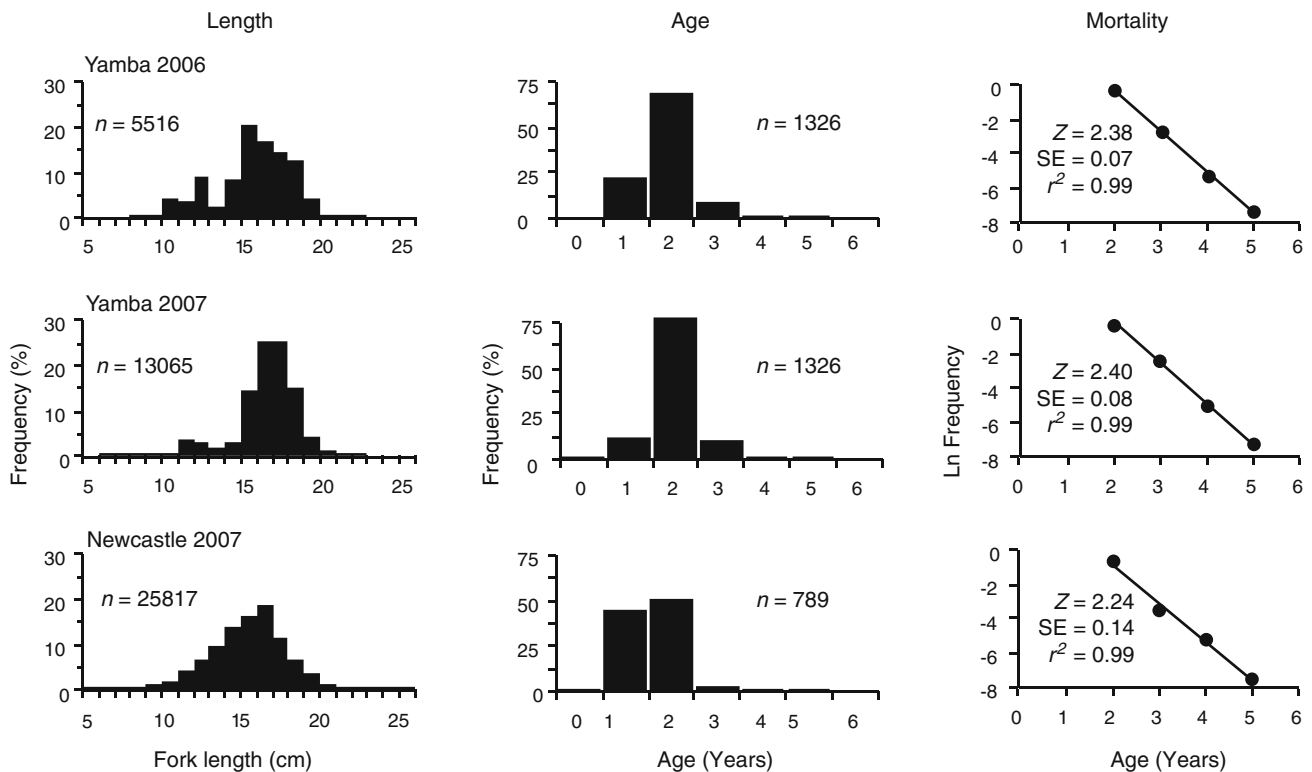 Length Age Mortality
Yamba 2006
30
20
10
0
n = 5516
5 10 15 20 25
75
50
25
0
n = 1326
0 1 2 3 4 5 6
0
-2
-4
-6
-8
Z = 2.38
SE = 0.07
r² = 0.99
0 1 2 3 4 5 6
Yamba 2007
Frequency (%)
30
20
10
0
n = 13065
5 10 15 20 25
Frequency (%)
75
50
25
0
n = 1326
0 1 2 3 4 5 6
Ln Frequency
0
-2
-4
-6
-8
Z = 2.40
SE = 0.08
r² = 0.99
0 1 2 3 4 5 6
Newcastle 2007
30
20
10
0
n = 25817
5 10 15 20 25
Fork length (cm)
75
50
25
0
n = 789
0 1 2 3 4 5 6
Age (Years)
0
-2
-4
-6
-8
Z = 2.24
SE = 0.14
r² = 0.99
0 1 2 3 4 5 6
Age (Years)